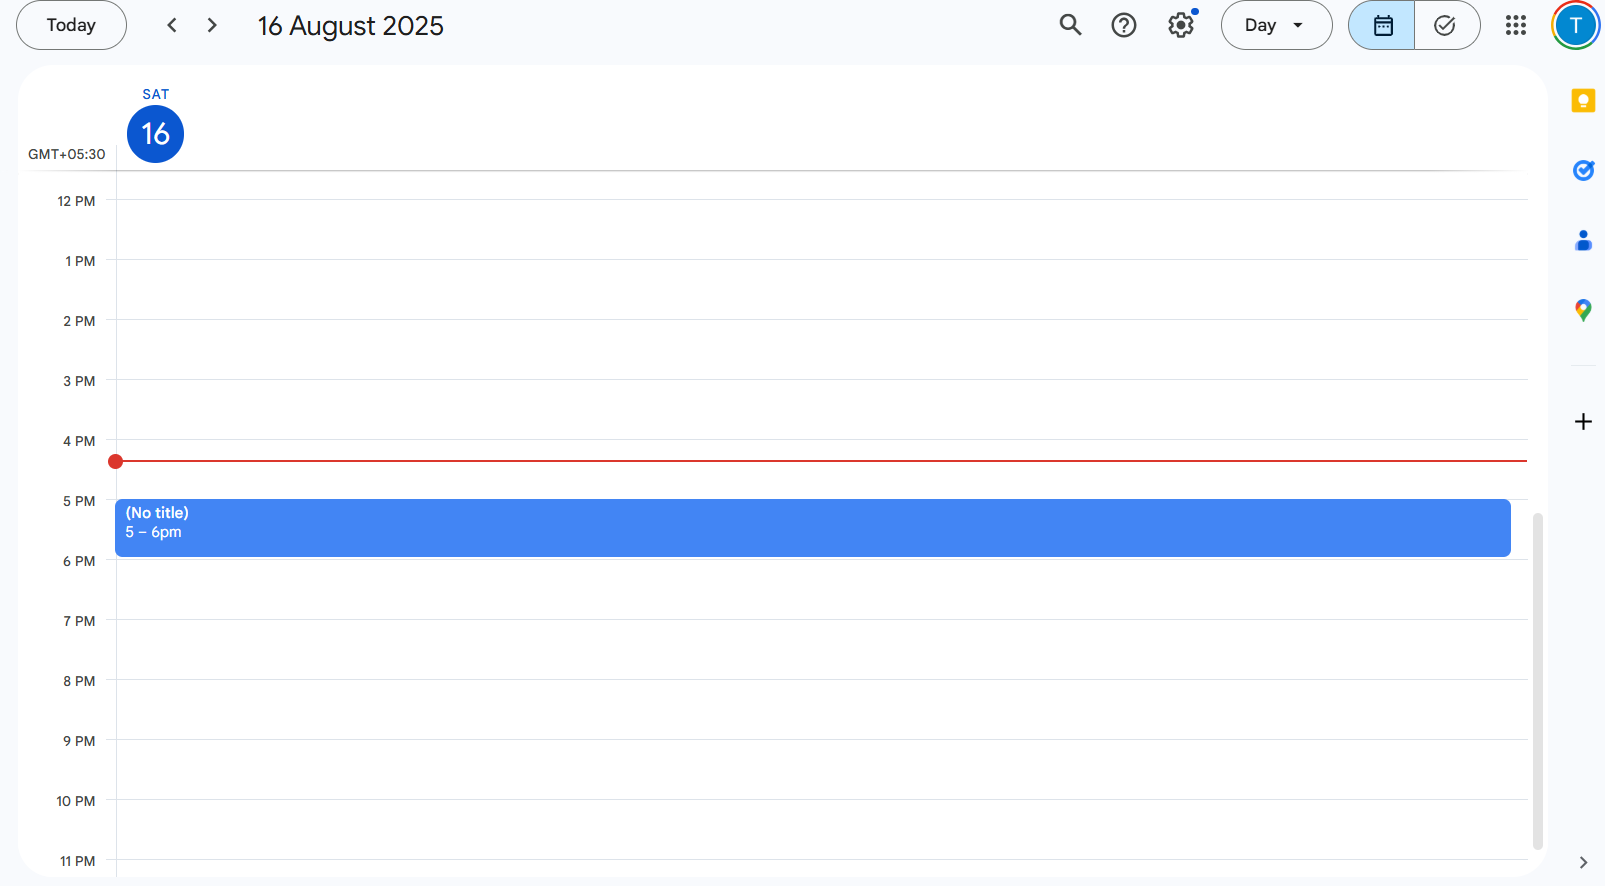 Today
16 August 2025
Day
T
SAT
16
GMT+05:30
12 PM
1 PM
2 PM
3 PM
4 PM
5 PM
(No title)
5 – 6pm
6 PM
7 PM
8 PM
9 PM
10 PM
11 PM